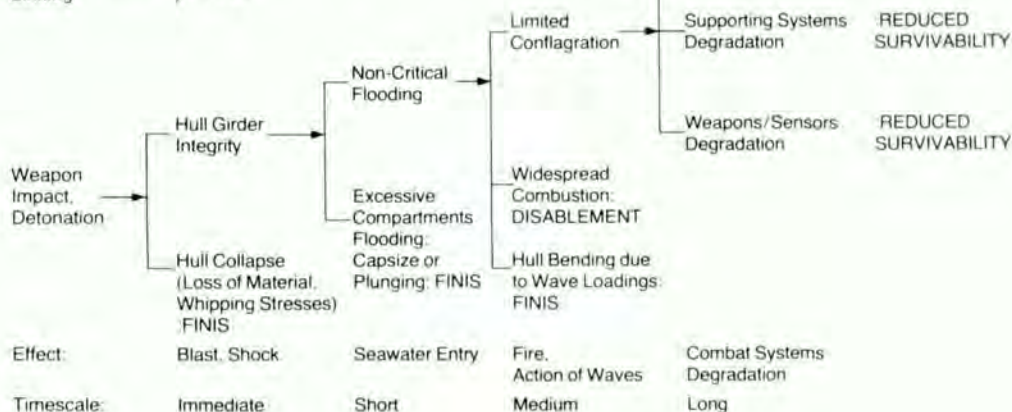 Limited
Conflagration
Supporting Systems
Degradation
REDUCED
SURVIVABILITY
Non-Critical
Flooding
Hull Girder
Integrity
Weapons/Sensors
Degradation
REDUCED
SURVIVABILITY
Weapon
Impact,
Detonation
Excessive
Compartments
Flooding:
Capsize or
Plunging: FINIS
Widespread
Combustion:
DISABLEMENT
Hull Collapse
(Loss of Material,
Whipping Stresses)
:FINIS
Hull Bending due
to Wave Loadings:
FINIS
Effect: Blast, Shock Seawater Entry Fire, Action of Waves Combat Systems Degradation
Timescale: Immediate Short Medium Long